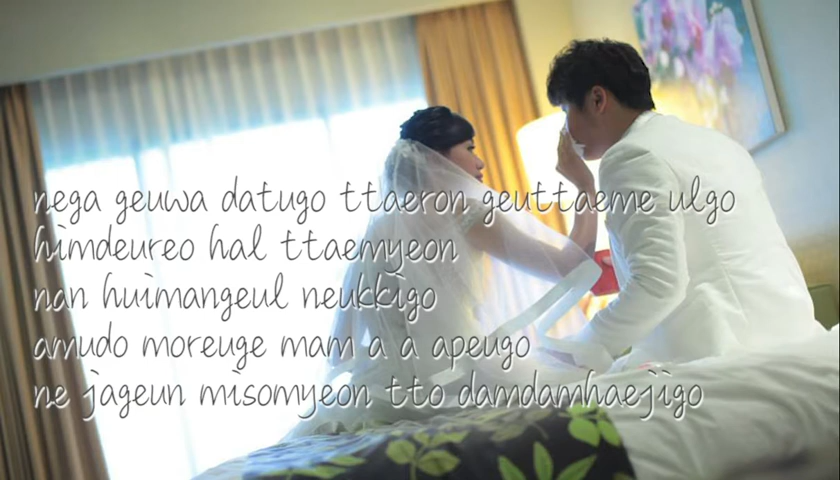 nega geuwa datugo ttaeron geuttaeme ulgo
himdeureo hal ttaemyeon
nan huimangeul neukkigo
amudo moreuge mam a a apeugo
ne jageun misomyeon tto damdamhaejigo